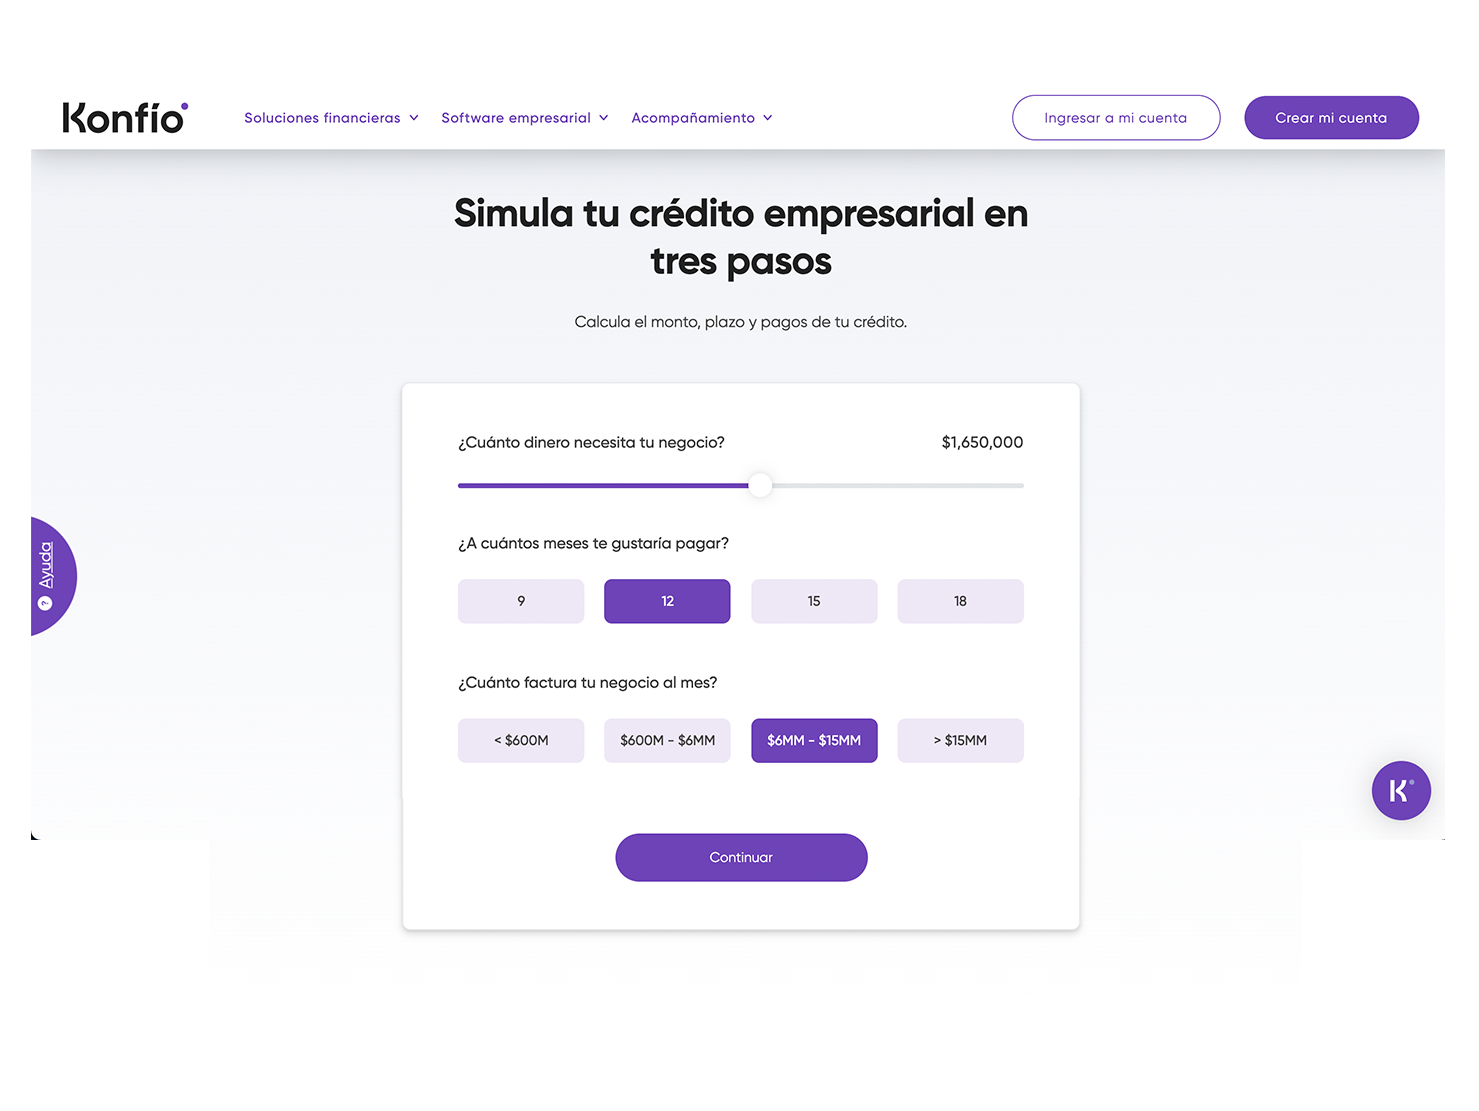 Konfío
Soluciones financieras
Software empresarial
Acompañamiento
Ingresar a mi cuenta
Crear mi cuenta
Simula tu crédito empresarial en
tres pasos
Calcula el monto, plazo y pagos de tu crédito.
¿Cuánto dinero necesita tu negocio?
$1,650,000
¿A cuántos meses te gustaría pagar?
9
12
15
18
¿Cuánto factura tu negocio al mes?
< $600M
$600M - $6MM
$6MM - $15MM
> $15MM
Continuar
? Ayuda
K